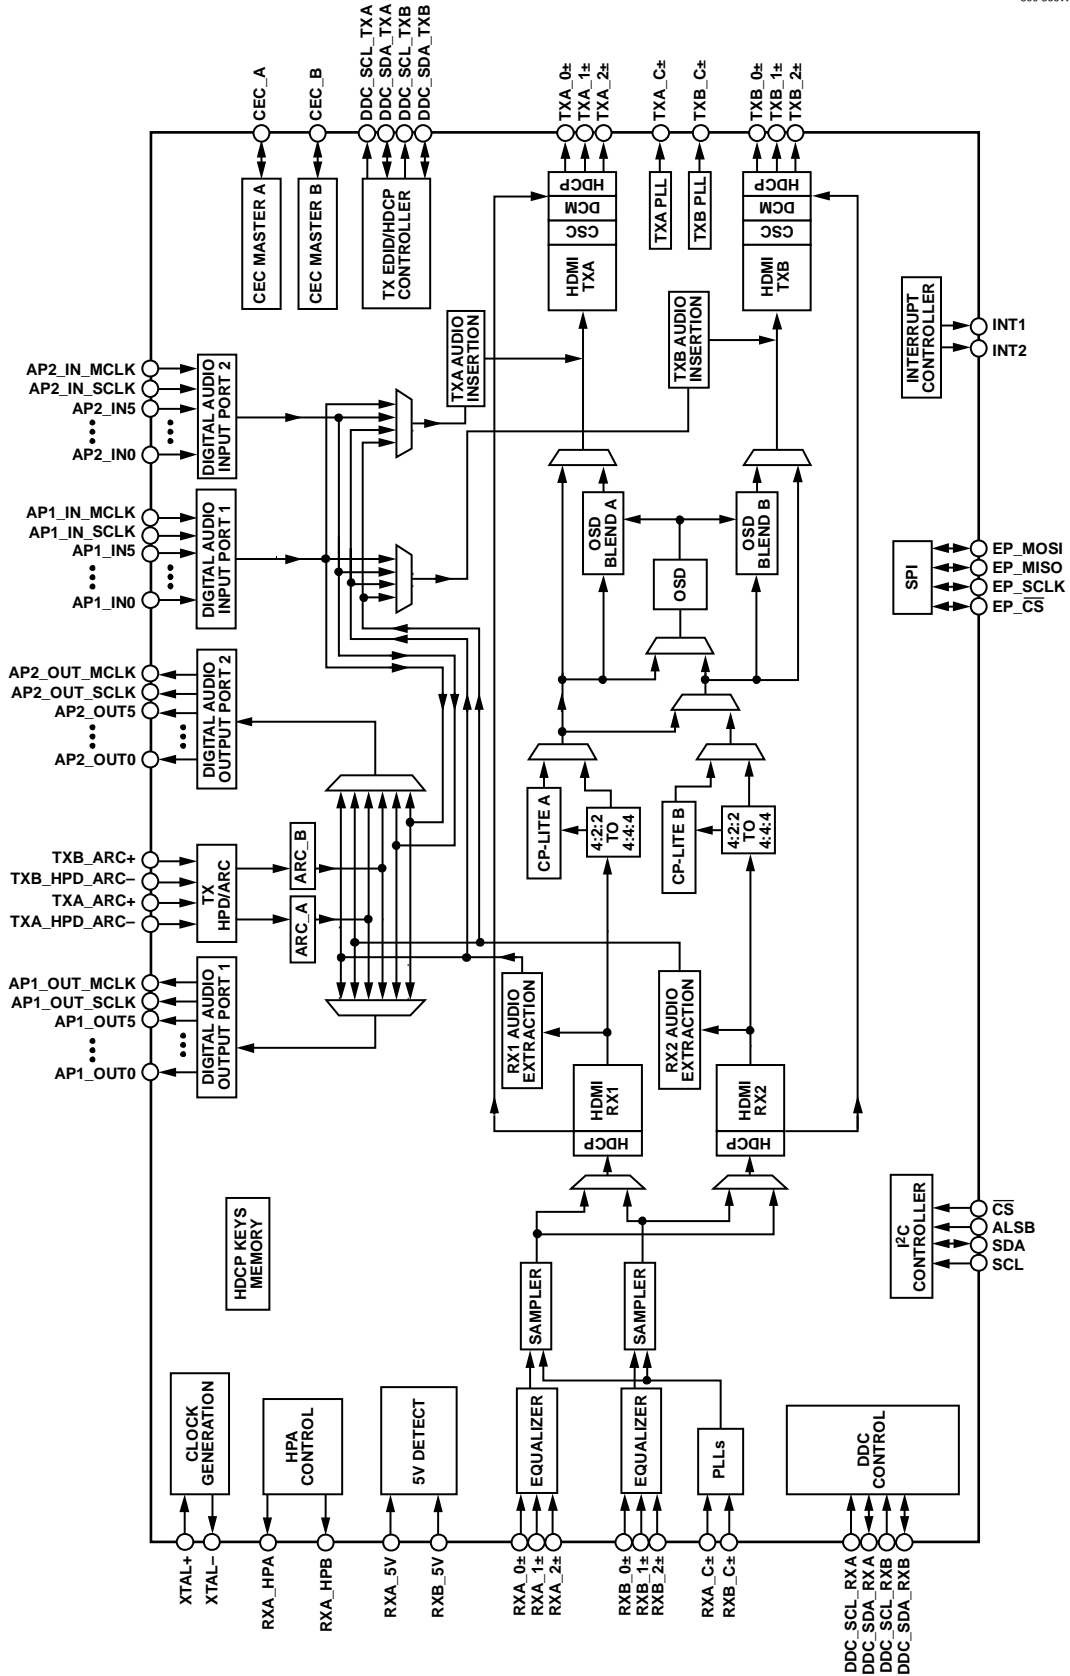 CEC_A
CEC_B
DDC_SCL_TXA
DDC_SDA_TXA
DDC_SCL_TXB
DDC_SDA_TXB
TXA_0±
TXA_1±
TXA_2±
TXA_C±
TXB_C±
TXB_0±
TXB_1±
TXB_2±
CEC MASTER A
CEC MASTER B
TX EDID/HDCP
CONTROLLER
HDMI
TXA
CSC
DCM
HDCP
TXA PLL
TXB PLL
HDMI
TXB
CSC
DCM
HDCP
AP2_IN_MCLK
AP2_IN_SCLK
AP2_IN5
AP2_IN0
DIGITAL AUDIO
INPUT PORT 2
TXA AUDIO
INSERTION
TXB AUDIO
INSERTION
INTERRUPT
CONTROLLER
INT1
INT2
AP1_IN_MCLK
AP1_IN_SCLK
AP1_IN5
AP1_IN0
DIGITAL AUDIO
INPUT PORT 1
OSD
BLEND A
OSD
OSD
BLEND B
SPI
EP_MOSI
EP_MISO
EP_SCLK
EP_CS
AP2_OUT_MCLK
AP2_OUT_SCLK
AP2_OUT5
AP2_OUT0
DIGITAL AUDIO
OUTPUT PORT 2
CP-LITE A
4:2:2
TO
4:4:4
CP-LITE B
4:2:2
TO
4:4:4
TXB_ARC+
TXB_HPD_ARC–
TXA_ARC+
TXA_HPD_ARC–
TX
HPD/ARC
ARC_B
ARC_A
AP1_OUT_MCLK
AP1_OUT_SCLK
AP1_OUT5
AP1_OUT0
DIGITAL AUDIO
OUTPUT PORT 1
RX1 AUDIO
EXTRACTION
RX2 AUDIO
EXTRACTION
HDMI
RX1
HDCP
HDMI
RX2
HDCP
HDCP KEYS
MEMORY
SAMPLER
SAMPLER
I2C
CONTROLLER
CS
ALSB
SDA
SCL
CLOCK
GENERATION
HPA
CONTROL
5V DETECT
EQUALIZER
EQUALIZER
PLLs
DDC
CONTROL
XTAL+
XTAL–
RXA_HPA
RXA_HPB
RXA_5V
RXB_5V
RXA_0±
RXA_1±
RXA_2±
RXB_0±
RXB_1±
RXB_2±
RXA_C±
RXB_C±
DDC_SCL_RXA
DDC_SDA_RXA
DDC_SCL_RXB
DDC_SDA_RXB